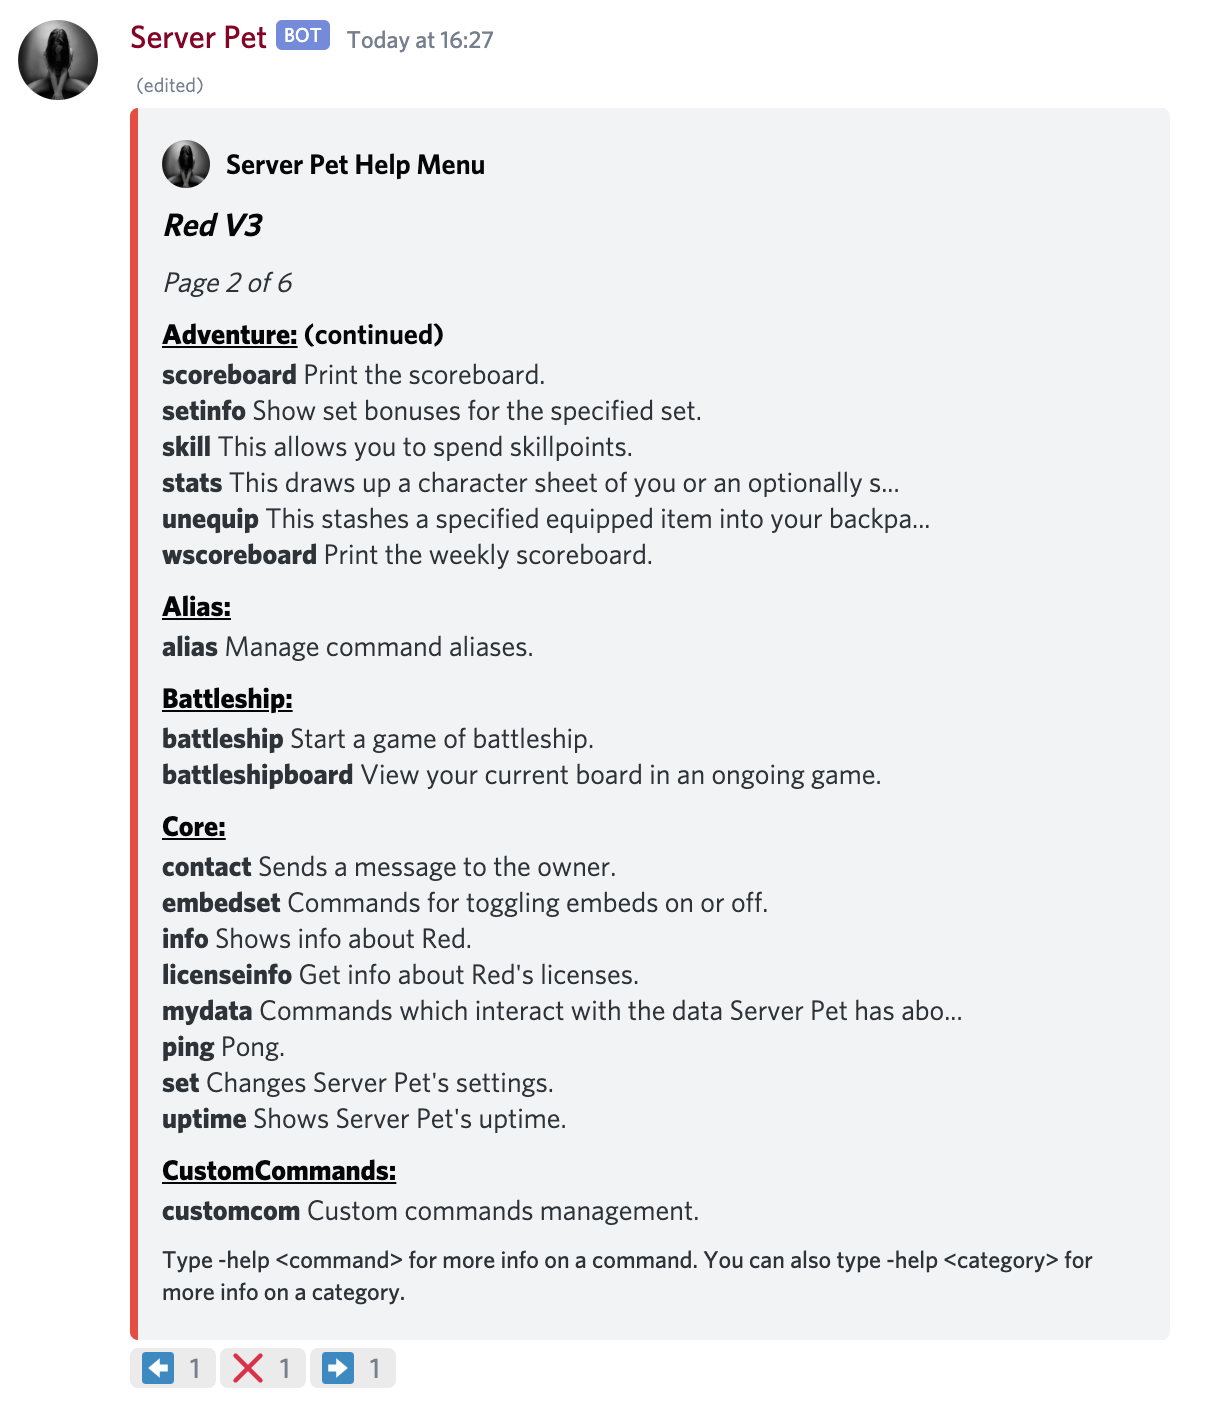 Server Pet BOT Today at 16:27
(edited)
Server Pet Help Menu
Red V3
Page 2 of 6
Adventure: (continued)
scoreboard Print the scoreboard.
setinfo Show set bonuses for the specified set.
skill This allows you to spend skillpoints.
stats This draws up a character sheet of you or an optionally s...
unequip This stashes a specified equipped item into your backpa...
wscoreboard Print the weekly scoreboard.
Alias:
alias Manage command aliases.
Battleship:
battleship Start a game of battleship.
battleshipboard View your current board in an ongoing game.
Core:
contact Sends a message to the owner.
embedset Commands for toggling embeds on or off.
info Shows info about Red.
licenseinfo Get info about Red's licenses.
mydata Commands which interact with the data Server Pet has abo...
ping Pong.
set Changes Server Pet's settings.
uptime Shows Server Pet's uptime.
CustomCommands:
customcom Custom commands management.
Type -help <command> for more info on a command. You can also type -help <category> for
more info on a category.
1 1 1